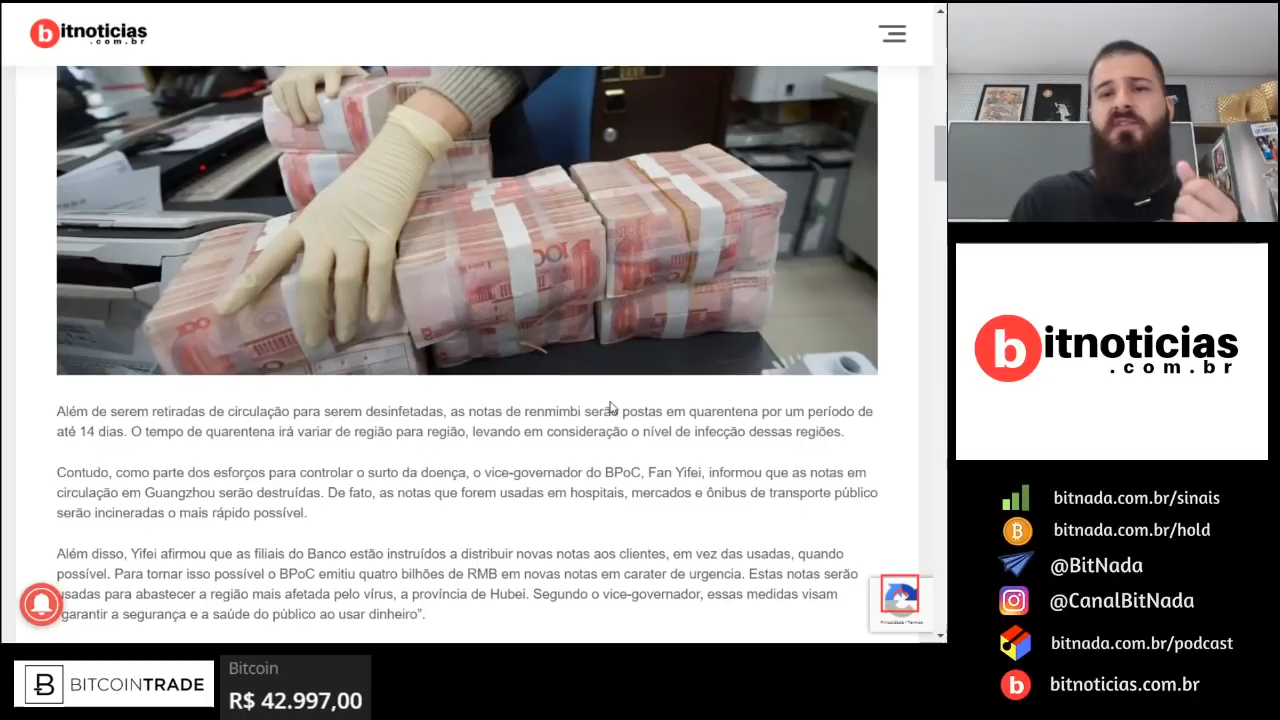 bitnoticias
.com.br
100
100
100
100
Além de serem retiradas de circulação para serem desinfetadas, as notas de renmimbi serão postas em quarentena por um período de
até 14 dias. O tempo de quarentena irá variar de região para região, levando em consideração o nível de infecção dessas regiões.
Contudo, como parte dos esforços para controlar o surto da doença, o vice-governador do BPoC, Fan Yifei, informou que as notas em
circulação em Guangzhou serão destruídas. De fato, as notas que forem usadas em hospitais, mercados e ônibus de transporte público
serão incineradas o mais rápido possível.
Além disso, Yifei afirmou que as filiais do Banco estão instruídos a distribuir novas notas aos clientes, em vez das usadas, quando
possível. Para tornar isso possível o BPoC emitiu quatro bilhões de RMB em novas notas em carater de urgencia. Estas notas serão
usadas para abastecer a região mais afetada pelo vírus, a província de Hubei. Segundo o vice-governador, essas medidas visam
"garantir a segurança e a saúde do público ao usar dinheiro".
Privacidade • Termos
bitnoticias
.com.br
bitnada.com.br/sinais
bitnada.com.br/hold
@BitNada
@CanalBitNada
bitnada.com.br/podcast
bitnoticias.com.br
BITCOINTRADE
Bitcoin
R$ 42.997,00